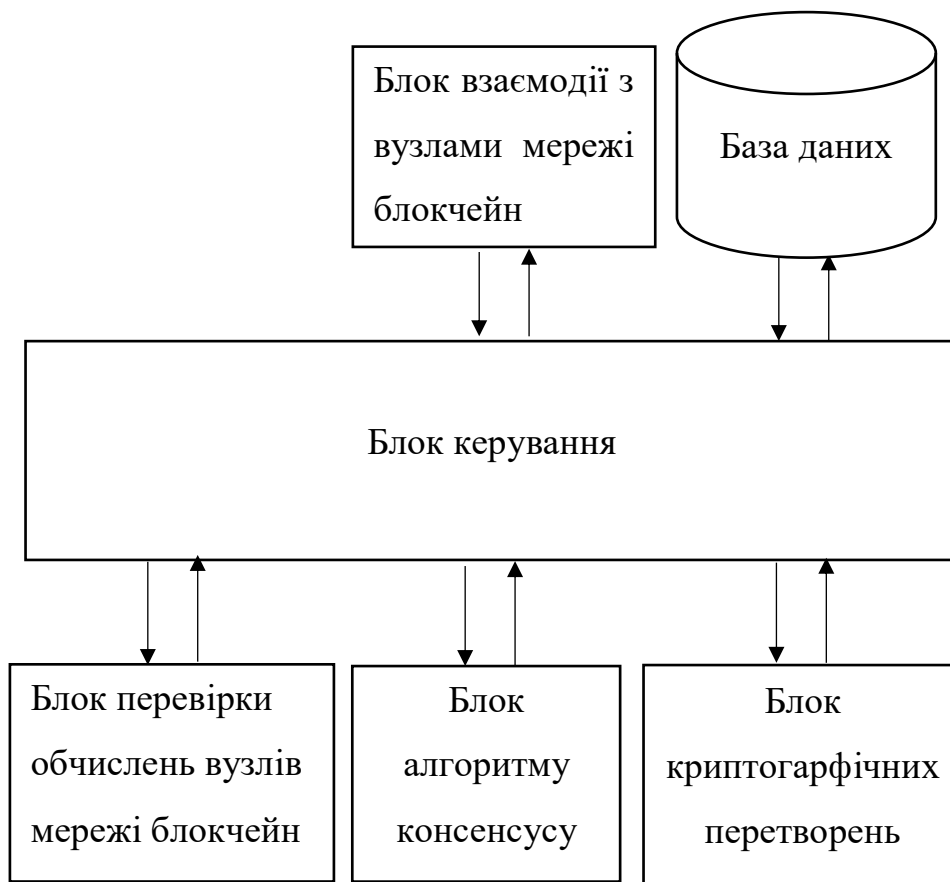 Блок взаємодії з
вузлами мережі
блокчейн
База даних
Блок керування
Блок перевірки
обчислень вузлів
мережі блокчейн
Блок
алгоритму
консенсусу
Блок
криптогарфічних
перетворень